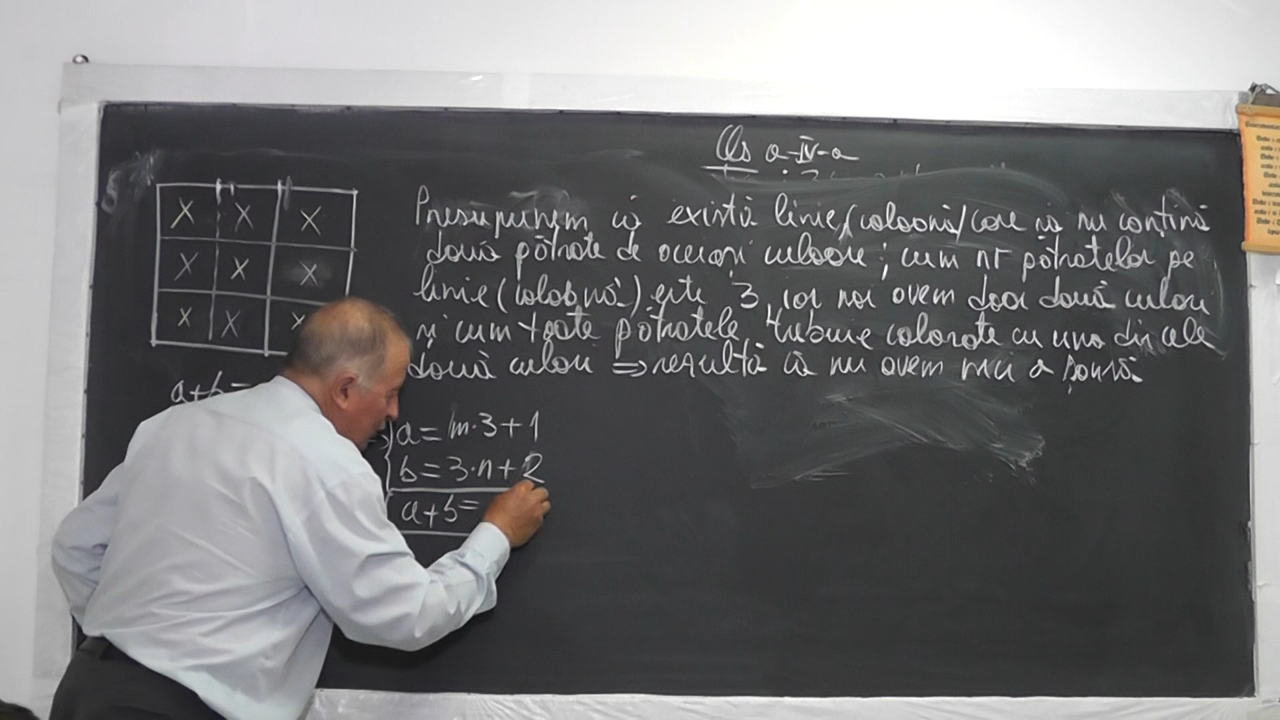 Cls a-IV-a
X X X
X X X
X X X
Presupunem că există linie/coloană/care să nu conțină
două pătrate de aceeași culoare; cum nr pătratelor pe
linie (coloană) este 3, iar noi avem doar două culori
și cum toate pătratele trebuie colorate cu una din cele
două culori ⇒ rezultă că nu avem nici o șansă
a+b=
a=m·3+1
b=3·n+2
a+b=